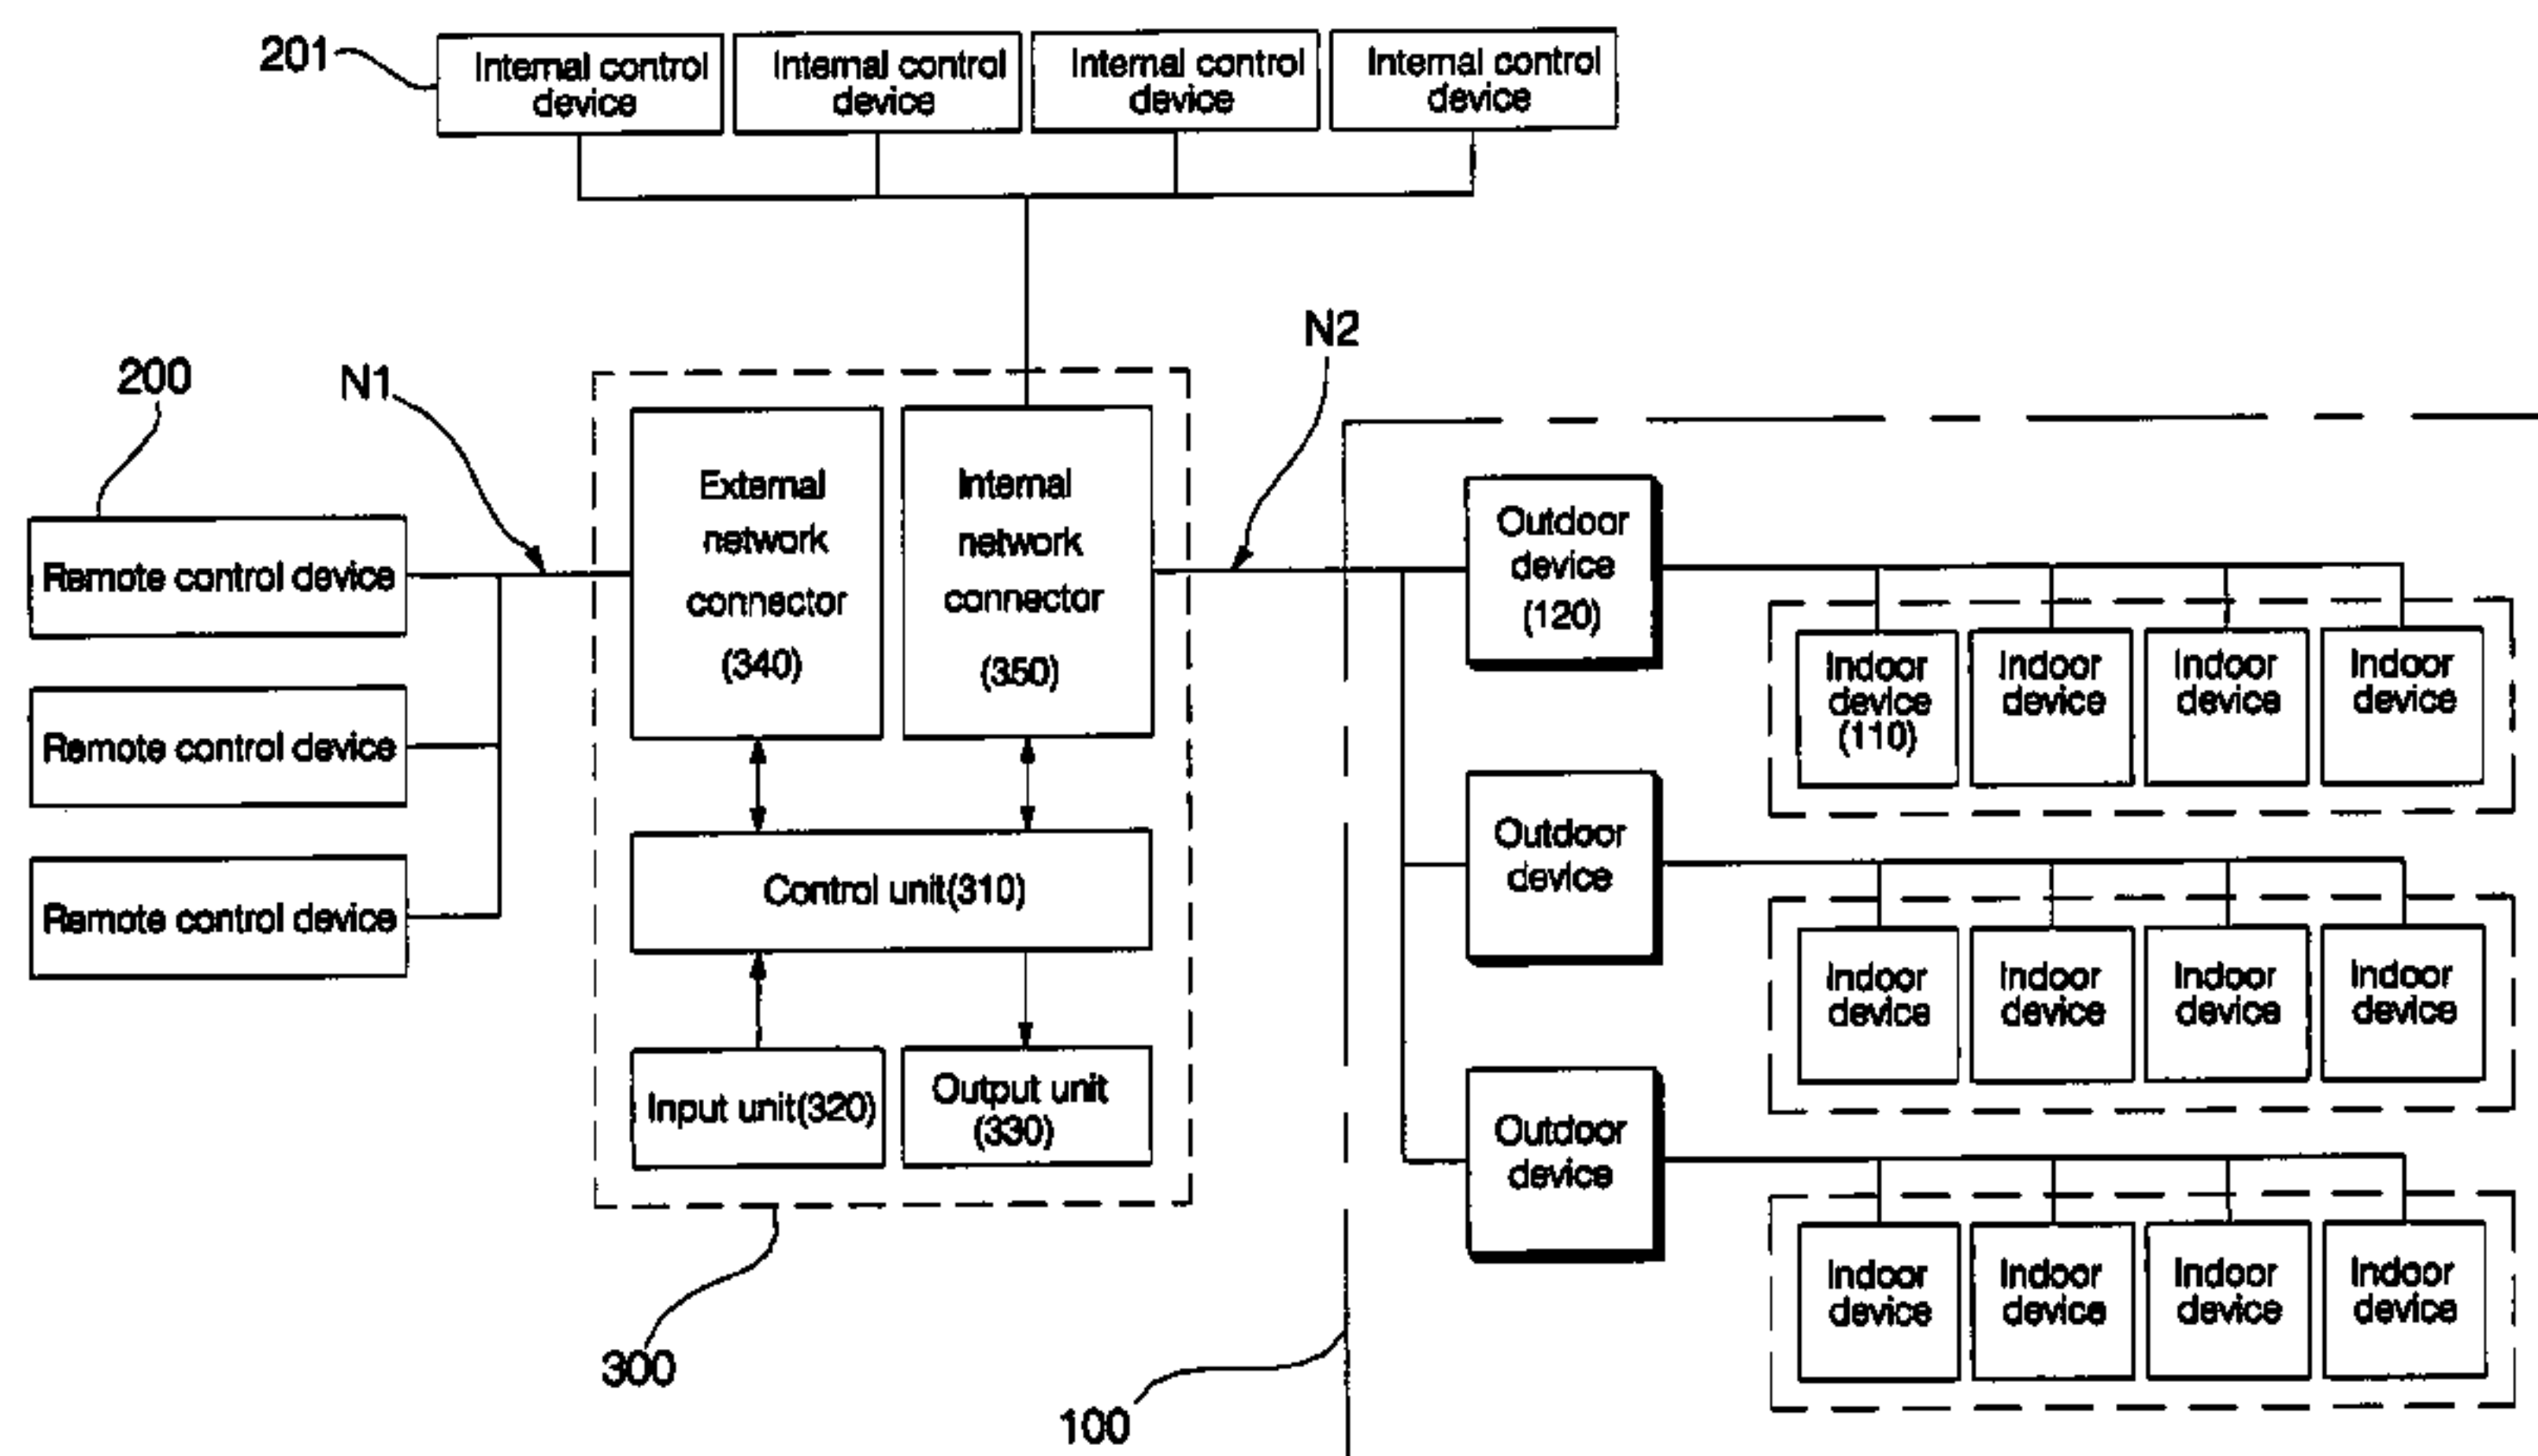 201
Internal control
device
Internal control
device
Internal control
device
Internal control
device
N2
200
N1
External
network
connector
(340)
Internal
network
connector
(350)
Remote control device
Remote control device
Remote control device
Control unit(310)
Input unit(320)
Output unit
(330)
300
Outdoor
device
(120)
Indoor
device
(110)
Indoor
device
Indoor
device
Indoor
device
Outdoor
device
Indoor
device
Indoor
device
Indoor
device
Indoor
device
Outdoor
device
Indoor
device
Indoor
device
Indoor
device
Indoor
device
100